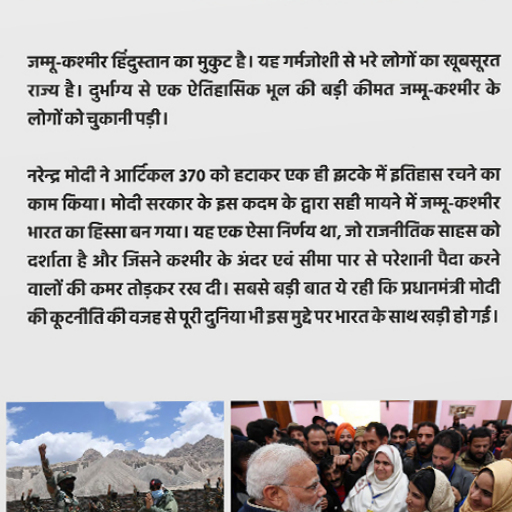 जम्मू-कश्मीर हिंदुस्तान का मुकुट है। यह गर्मजोशी से भरे लोगों का खूबसूरत
राज्य है। दुर्भाग्य से एक ऐतिहासिक भूल की बड़ी कीमत जम्मू-कश्मीर के
लोगों को चुकानी पड़ी।
नरेन्द्र मोदी ने आर्टिकल 370 को हटाकर एक ही झटके में इतिहास रचने का
काम किया। मोदी सरकार के इस कदम के द्वारा सही मायने में जम्मू-कश्मीर
भारत का हिस्सा बन गया। यह एक ऐसा निर्णय था, जो राजनीतिक साहस को
दर्शाता है और जिसने कश्मीर के अंदर एवं सीमा पार से परेशानी पैदा करने
वालों की कमर तोड़कर रख दी। सबसे बड़ी बात ये रही कि प्रधानमंत्री मोदी
की कूटनीति की वजह से पूरी दुनिया भी इस मुद्दे पर भारत के साथ खड़ी हो गई।